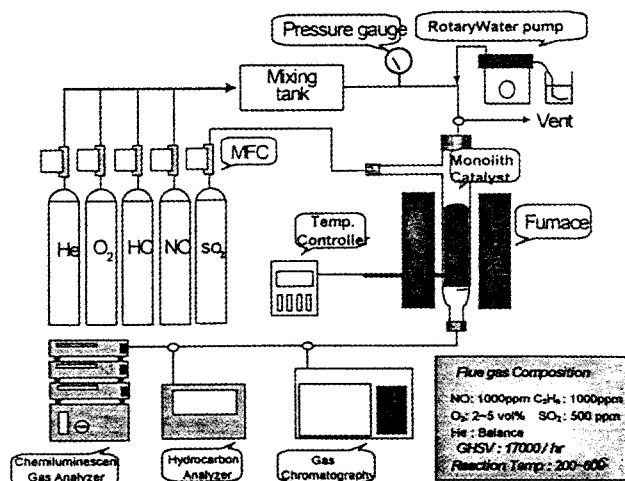 Pressure gauge
RotaryWater pump
Mixing
tank
Vent
MFC
Monolith
Catalyst
He
O₂
HC
NO
SO₂
Temp.
Controller
Furnace
Flue gas Composition
NO: 1000ppm C₃H₆ : 1000ppm
O₂: 2~5 vol% SO₂ : 500 ppm
He : Balance
GHSV : 17000 / hr
Reaction Temp : 200~600
Chemiluminescent
Gas Analyzer
Hydrocarbon
Analyzer
Gas
Chromatography